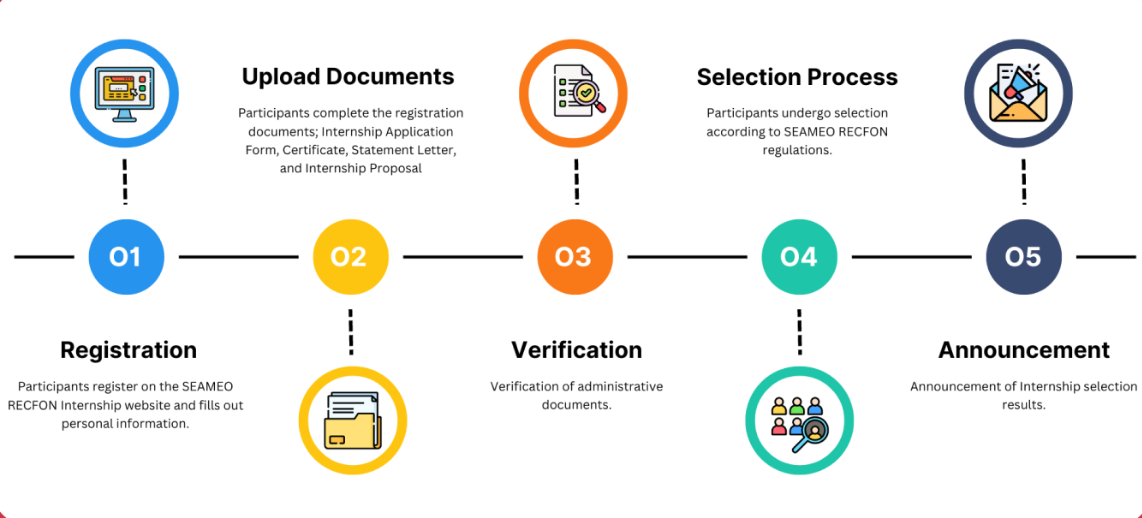 Upload Documents
Participants complete the registration
documents; Internship Application
Form, Certificate, Statement Letter,
and Internship Proposal
Selection Process
Participants undergo selection
according to SEAMEO RECFON
regulations.
01
02
03
04
05
Registration
Participants register on the SEAMEO
RECFON Internship website and fills out
personal information.
Verification
Verification of administrative
documents.
Announcement
Announcement of Internship selection
results.